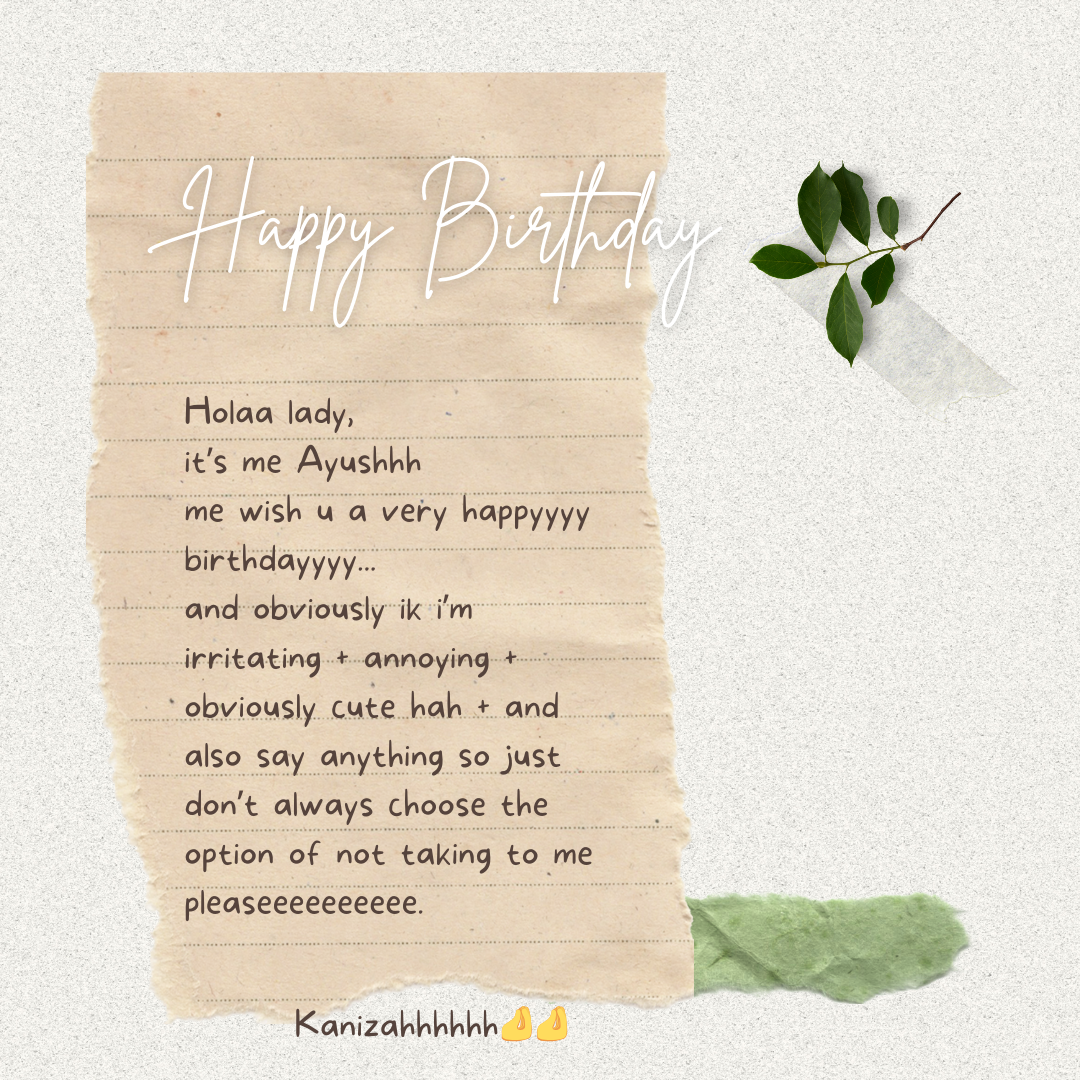 Happy Birthday
Holaa lady,
it's me Ayushhh
me wish u a very happyyyy
birthdayyyy...
and obviously ik i'm
irritating + annoying +
obviously cute hah + and
also say anything so just
don't always choose the
option of not taking to me
pleaseeeeeeeeeee.
Kanizahhhhhh🫸🫸